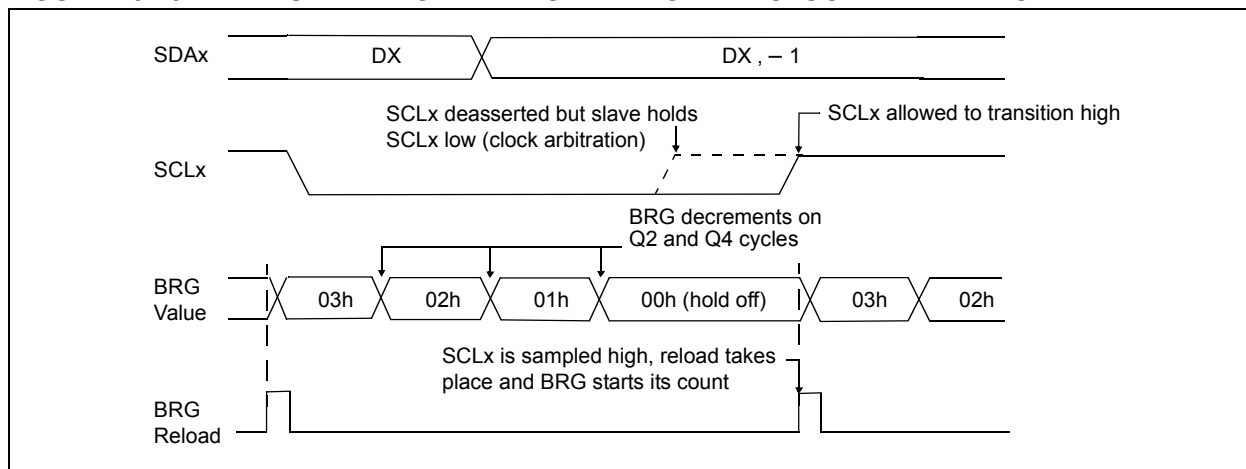 SDAx
DX
DX , – 1
SCLx deasserted but slave holds
SCLx low (clock arbitration)
SCLx allowed to transition high
SCLx
BRG decrements on
Q2 and Q4 cycles
BRG
Value
03h
02h
01h
00h (hold off)
03h
02h
SCLx is sampled high, reload takes
place and BRG starts its count
BRG
Reload